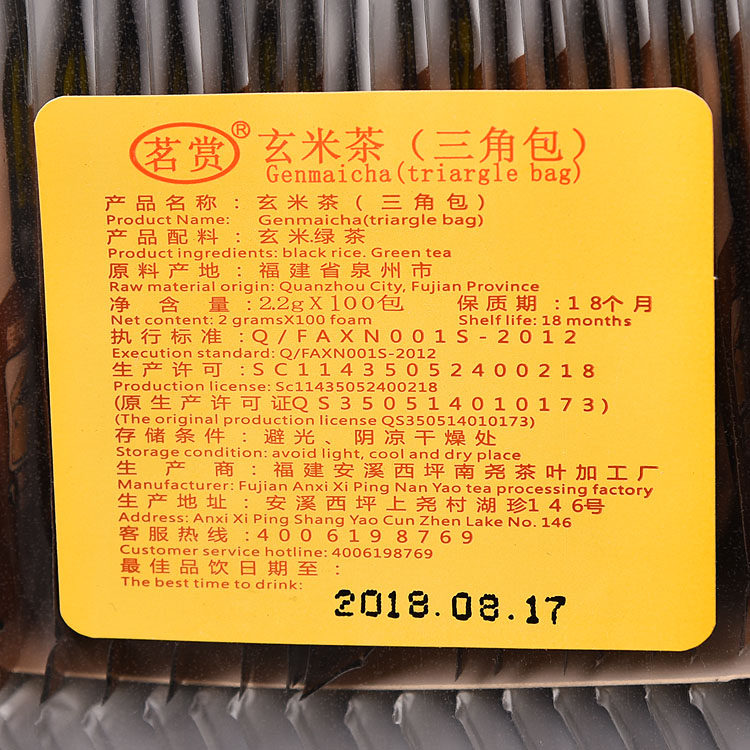 茗赏® 玄米茶（三角包）
Genmaicha(triargle bag)
产品名称：玄米茶（三角包）
Product Name: Genmaicha(triargle bag)
产品配料：玄米.绿茶
Product ingredients: black rice. Green tea
原料产地：福建省泉州市
Raw material origin: Quanzhou City, Fujian Province
净含量：2.2gX100包 保质期：18个月
Net content: 2 gramsX100 foam Shelf life: 18 months
执行标准：Q/FAXN001S-2012
Execution standard: Q/FAXN001S-2012
生产许可：SC11435052400218
Production license: Sc11435052400218
(原生产许可证QS350514010173)
(The original production license QS350514010173)
存储条件：避光、阴凉干燥处
Storage condition: avoid light, cool and dry place
生产商：福建安溪西坪南尧茶叶加工厂
Manufacturer: Fujian Anxi Xi Ping Nan Yao tea processing factory
生产地址：安溪西坪上尧村湖珍146号
Address: Anxi Xi Ping Shang Yao Cun Zhen Lake No. 146
客服热线：4006198769
Customer service hotline: 4006198769
最佳品饮日期至：
The best time to drink:
2018.08.17